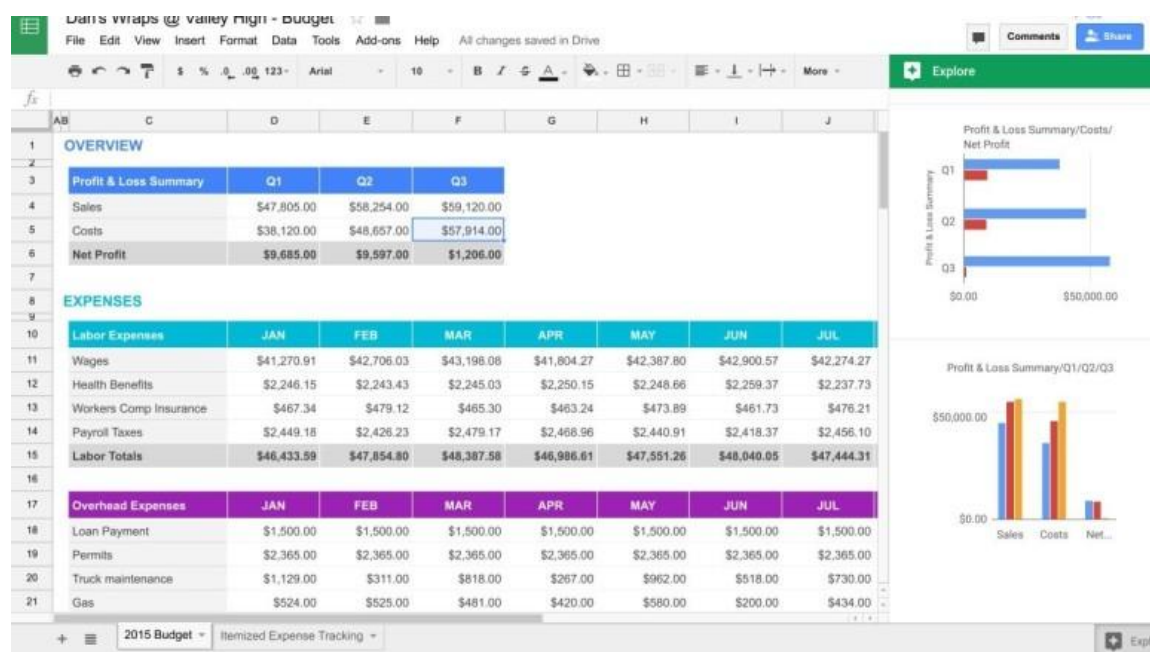 Dan's Wraps @ Valley High - Budget
File Edit View Insert Format Data Tools Add-ons Help All changes saved in Drive
Comments Share
$ % .0 .00 123 Arial 10 B I S A More
Explore
fx
A B C D E F G H I J
1 OVERVIEW
2
3 Profit & Loss Summary Q1 Q2 Q3
4 Sales $47,805.00 $58,254.00 $59,120.00
5 Costs $38,120.00 $48,657.00 $57,914.00
6 Net Profit $9,685.00 $9,597.00 $1,206.00
7
8 EXPENSES
9
10 Labor Expenses JAN FEB MAR APR MAY JUN JUL
11 Wages $41,270.91 $42,706.03 $43,198.08 $41,804.27 $42,387.80 $42,900.57 $42,274.27
12 Health Benefits $2,246.15 $2,243.43 $2,245.03 $2,250.15 $2,248.66 $2,259.37 $2,237.73
13 Workers Comp Insurance $467.34 $479.12 $465.30 $463.24 $473.89 $461.73 $476.21
14 Payroll Taxes $2,449.18 $2,426.23 $2,479.17 $2,468.96 $2,440.91 $2,418.37 $2,456.10
15 Labor Totals $46,433.59 $47,854.80 $48,387.58 $46,986.61 $47,551.26 $48,040.05 $47,444.31
16
17 Overhead Expenses JAN FEB MAR APR MAY JUN JUL
18 Loan Payment $1,500.00 $1,500.00 $1,500.00 $1,500.00 $1,500.00 $1,500.00 $1,500.00
19 Permits $2,365.00 $2,365.00 $2,365.00 $2,365.00 $2,365.00 $2,365.00 $2,365.00
20 Truck maintenance $1,129.00 $311.00 $818.00 $267.00 $962.00 $518.00 $730.00
21 Gas $524.00 $525.00 $481.00 $420.00 $580.00 $200.00 $434.00
2015 Budget Itemized Expense Tracking
Profit & Loss Summary/Costs/
Net Profit
Profit & Loss Summary
Q1
Q2
Q3
$0.00 $50,000.00
Profit & Loss Summary/Q1/Q2/Q3
$50,000.00
$0.00
Sales Costs Net...
Expl